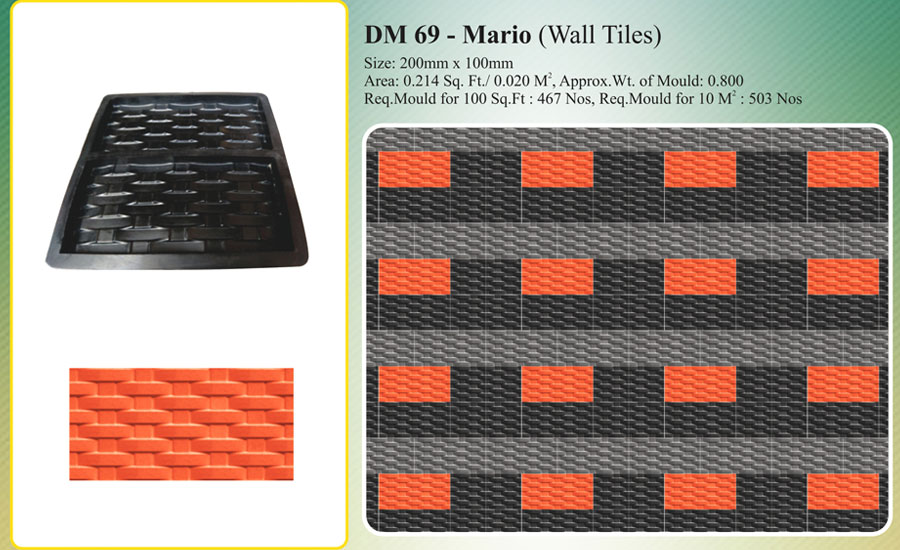 DM 69 - Mario (Wall Tiles)
Size: 200mm x 100mm
Area: 0.214 Sq. Ft./ 0.020 M², Approx.Wt. of Mould: 0.800
Req.Mould for 100 Sq.Ft : 467 Nos, Req.Mould for 10 M² : 503 Nos